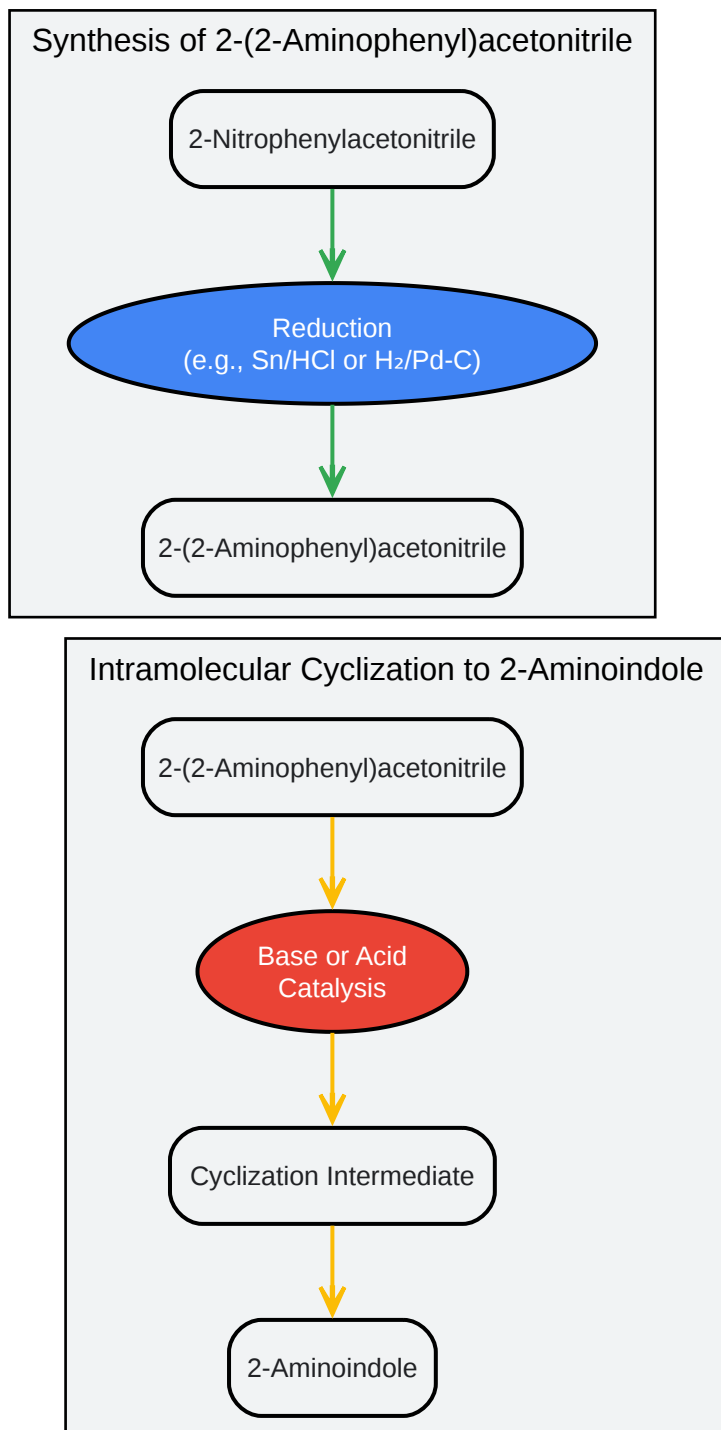 Synthesis of 2-(2-Aminophenyl)acetonitrile
2-Nitrophenylacetonitrile
Reduction
(e.g., Sn/HCl or H₂/Pd-C)
2-(2-Aminophenyl)acetonitrile
Intramolecular Cyclization to 2-Aminoindole
2-(2-Aminophenyl)acetonitrile
Base or Acid
Catalysis
Cyclization Intermediate
2-Aminoindole